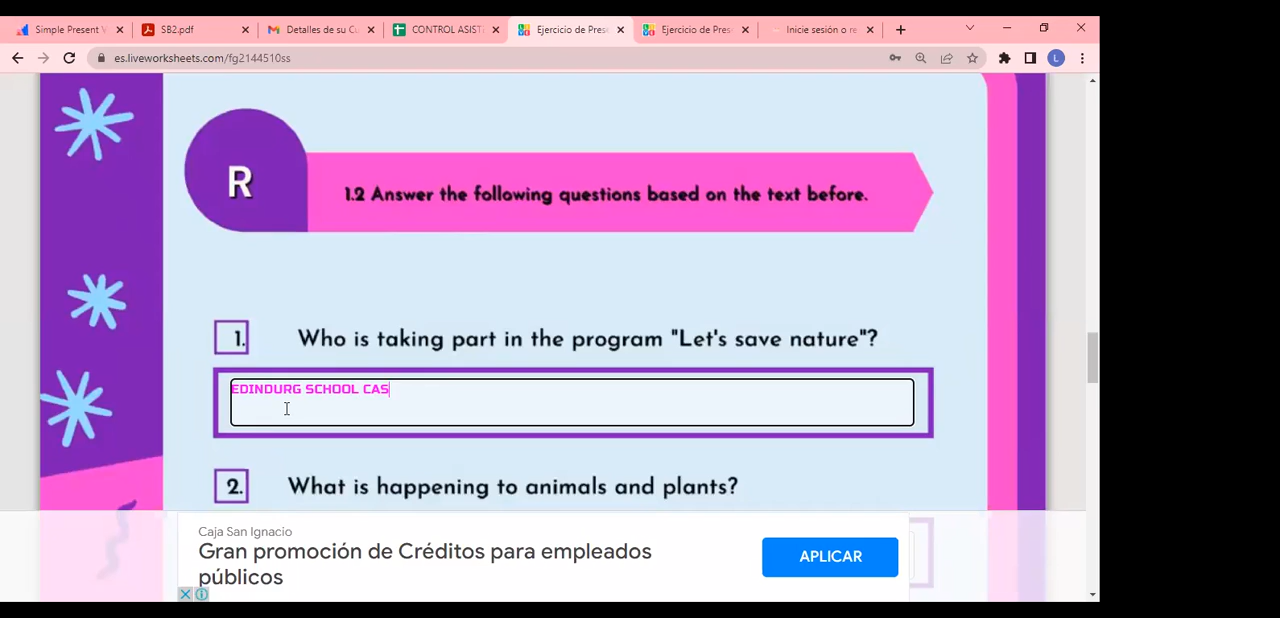 Simple Present V
SB2.pdf
Detalles de su Cu
CONTROL ASIST
Ejercicio de Prese
Ejercicio de Pres
Inicie sesión o re
es.liveworksheets.com/fg2144510ss
L
R
1.2 Answer the following questions based on the text before.
1. Who is taking part in the program "Let's save nature"?
EDINDURG SCHOOL CAS
2. What is happening to animals and plants?
Caja San Ignacio
Gran promoción de Créditos para empleados
públicos
APLICAR